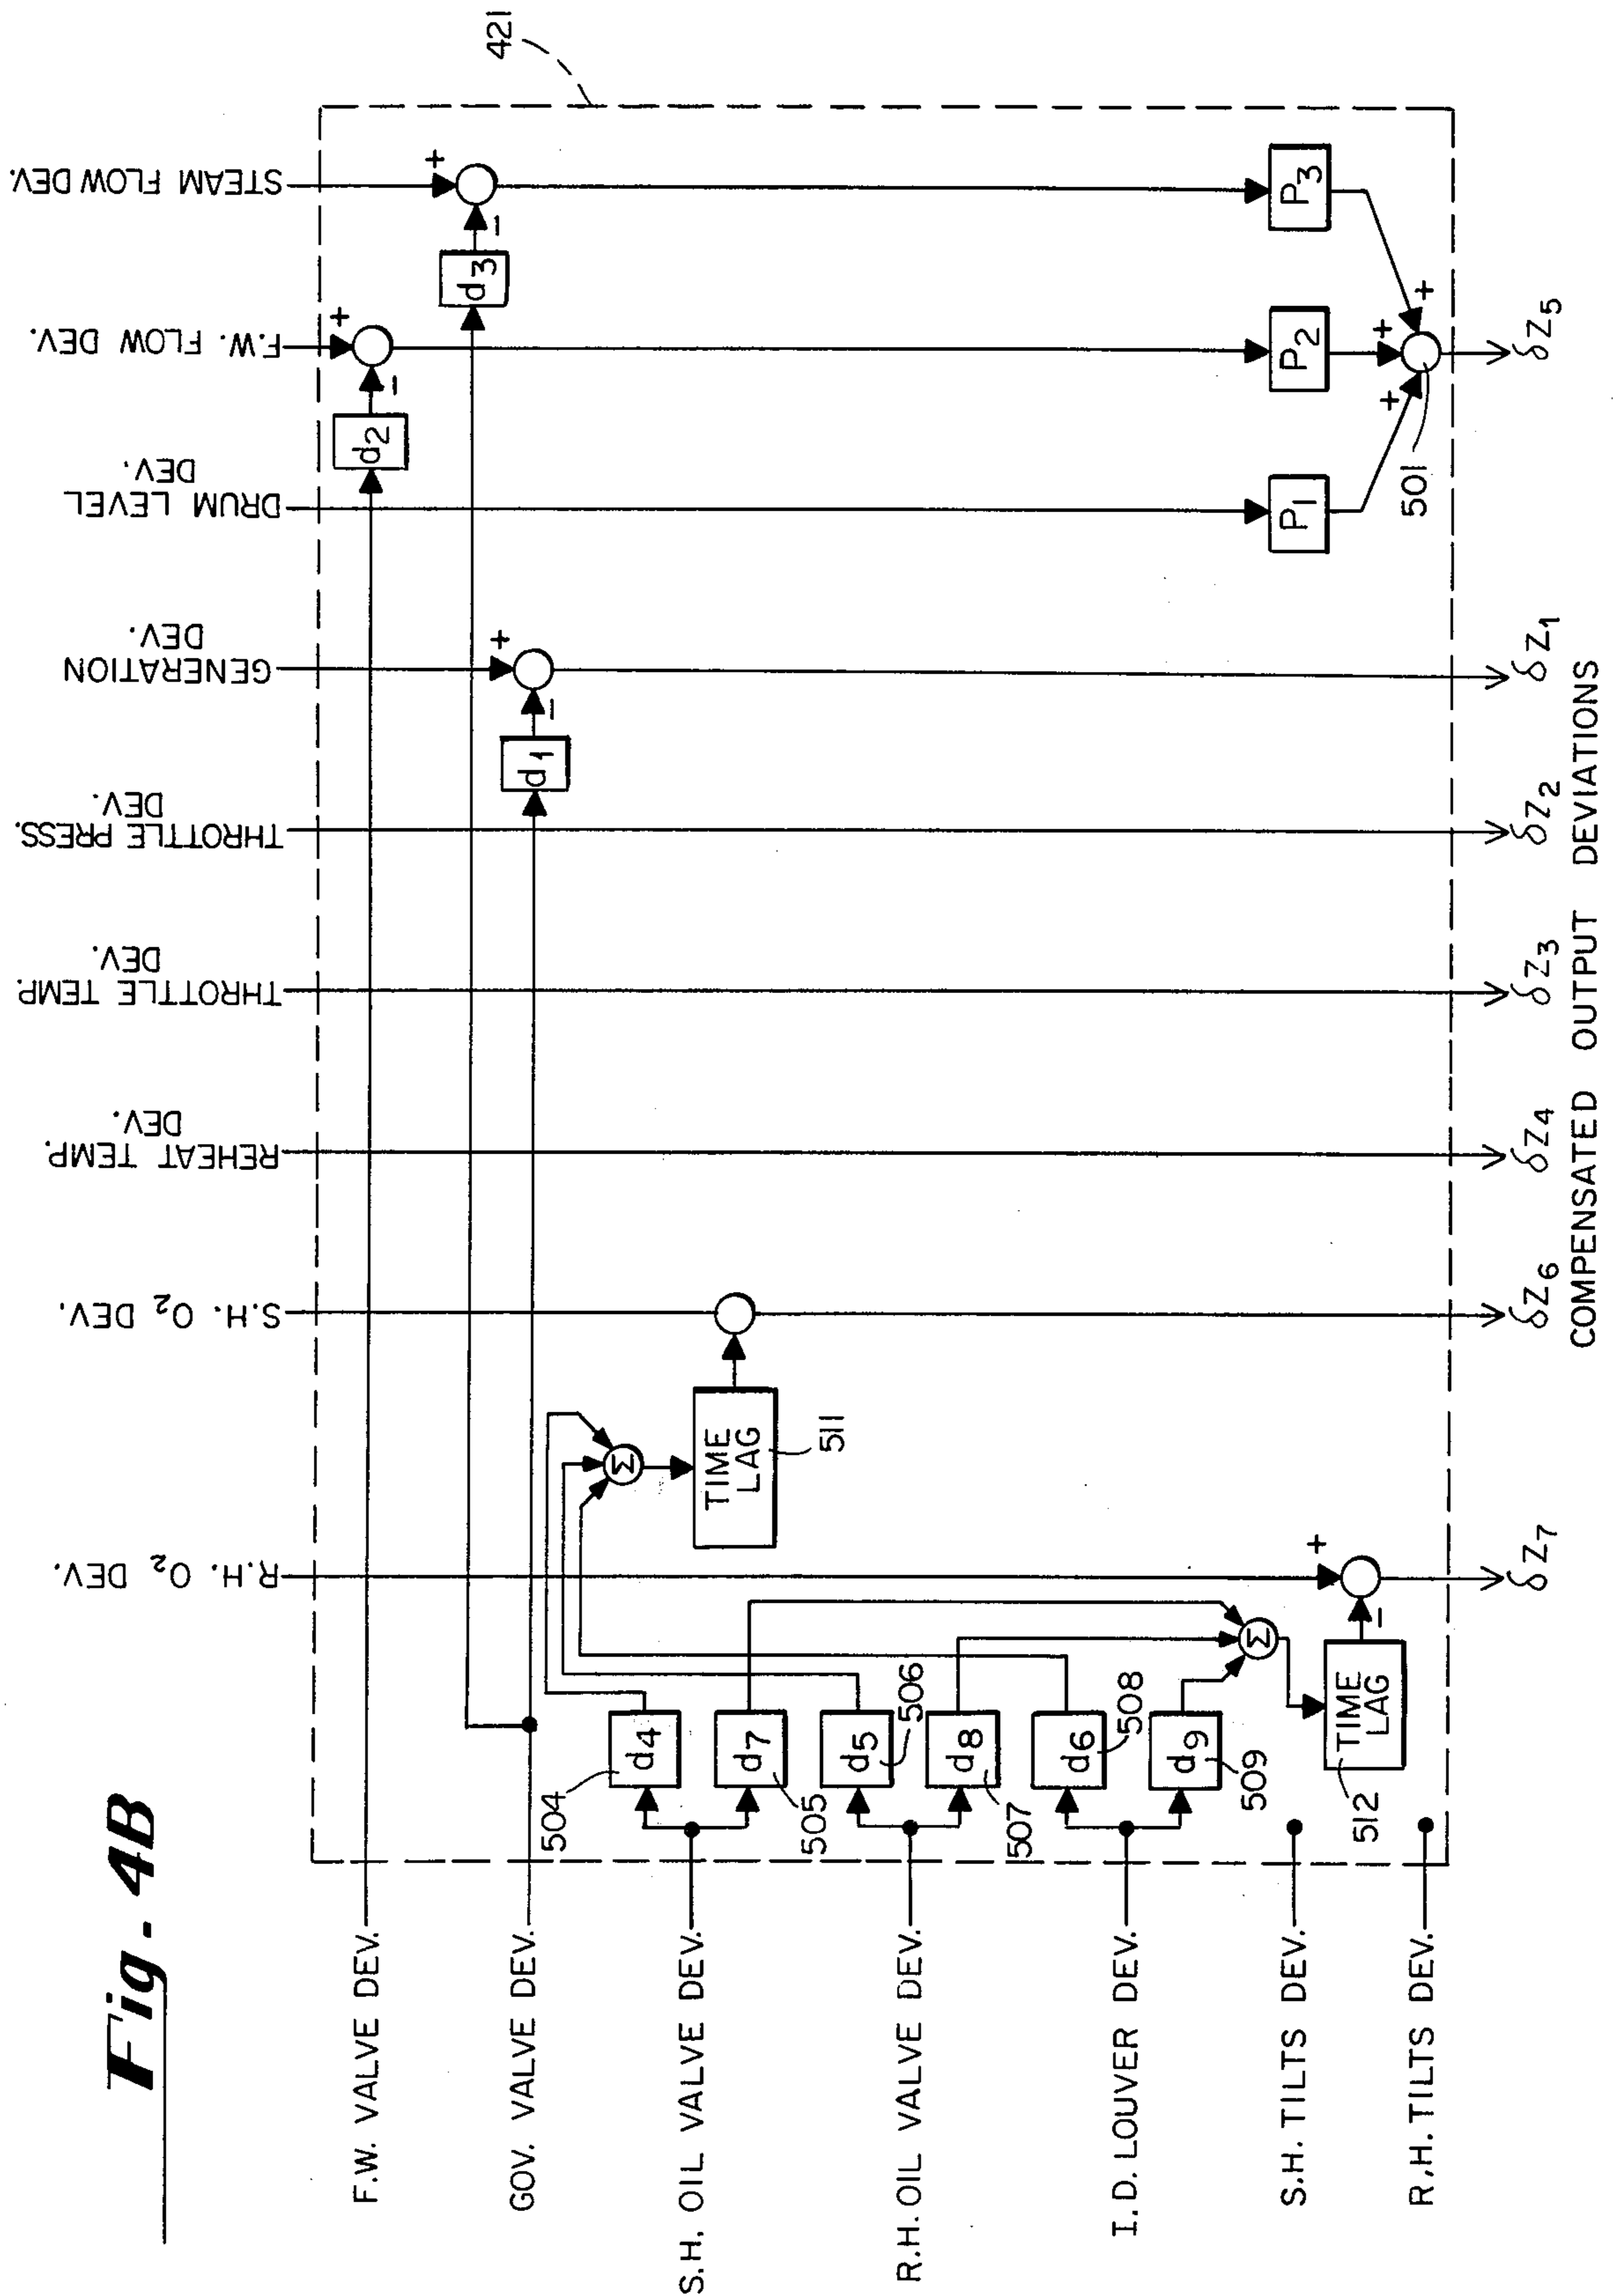 Fig. 4B
421
STEAM FLOW DEV.
F.W. FLOW DEV.
DRUM LEVEL
DEV.
GENERATION
DEV.
THROTTLE PRESS.
DEV.
THROTTLE TEMP.
DEV.
REHEAT TEMP.
DEV.
S.H. O2 DEV.
R.H. O2 DEV.
F.W. VALVE DEV.
GOV. VALVE DEV.
S.H. OIL VALVE DEV.
R.H. OIL VALVE DEV.
I.D. LOUVER DEV.
S.H. TILTS DEV.
R.H. TILTS DEV.
d2
+
−
d3
+
−
d1
+
−
504
d4
d7
505
d5
506
d8
507
d6
508
d9
509
Σ
TIME
LAG
511
Σ
TIME
LAG
512
+
−
P1
P2
P3
+
+
+
501
δZ7
δZ6
δZ4
δZ3
δZ2
δZ1
δZ5
COMPENSATED OUTPUT DEVIATIONS